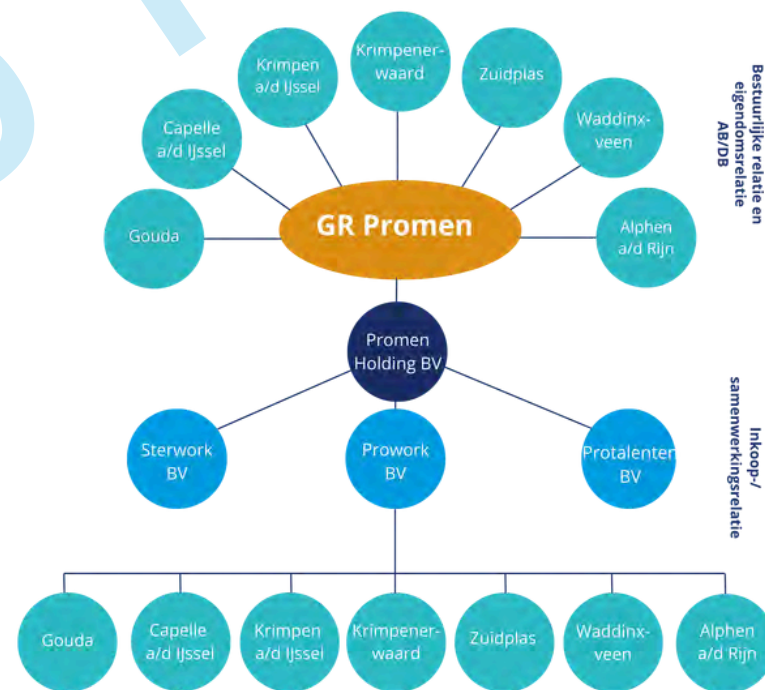 Krimpener-
waard
Krimpen
a/d IJssel
Zuidplas
Capelle
a/d IJssel
Waddinx-
veen
Gouda
GR Promen
Alphen
a/d Rijn
Bestuurlijke relatie en
eigendomsrelatie
AB/DB
Promen
Holding BV
Sterwork
BV
Prowork
BV
Protalenten
BV
Inkoop-/
samenwerkingsrelatie
Gouda
Capelle
a/d IJssel
Krimpen
a/d IJssel
Krimpener-
waard
Zuidplas
Waddinx-
veen
Alphen
a/d Rijn